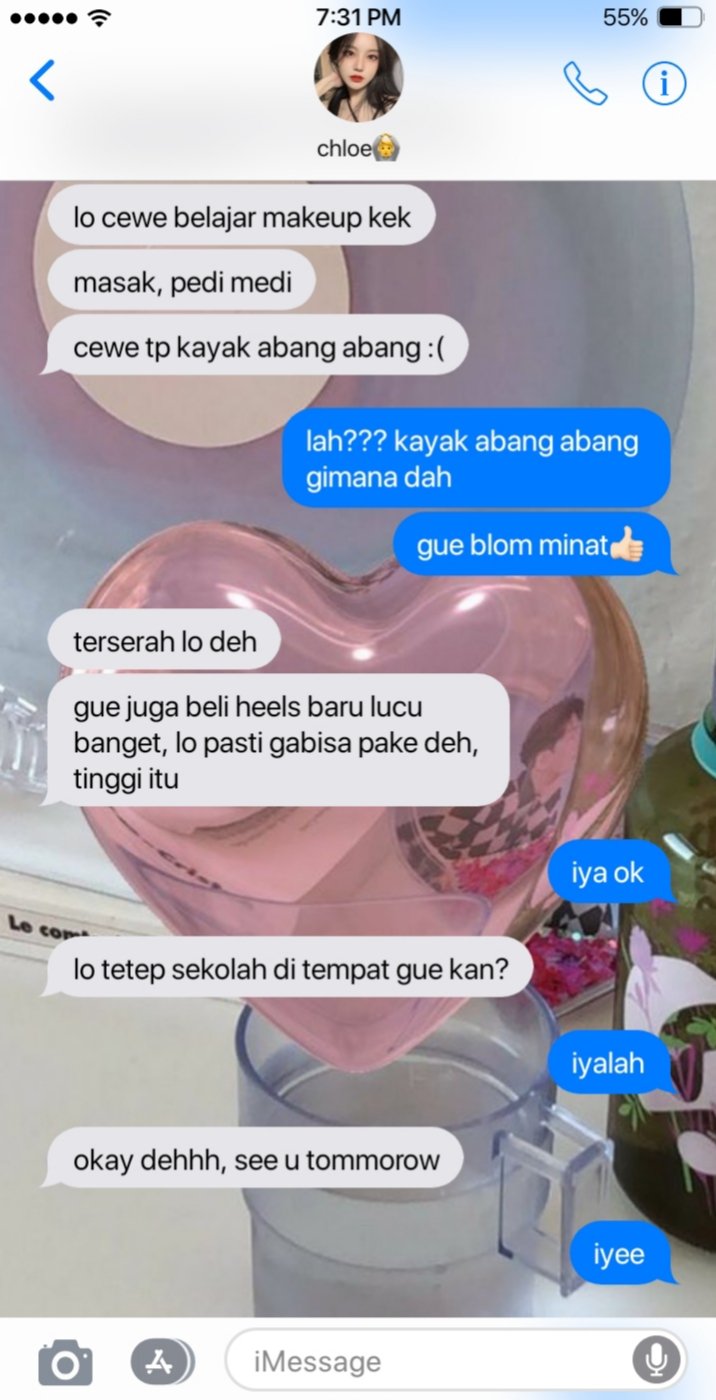 7:31 PM
55%
chloe👵
lo cewe belajar makeup kek
masak, pedi medi
cewe tp kayak abang abang :(
lah??? kayak abang abang
gimana dah
gue blom minat👍🏻
terserah lo deh
gue juga beli heels baru lucu
banget, lo pasti gabisa pake deh,
tinggi itu
iya ok
Le com
lo tetep sekolah di tempat gue kan?
iyalah
okay dehhh, see u tommorow
iyee
iMessage